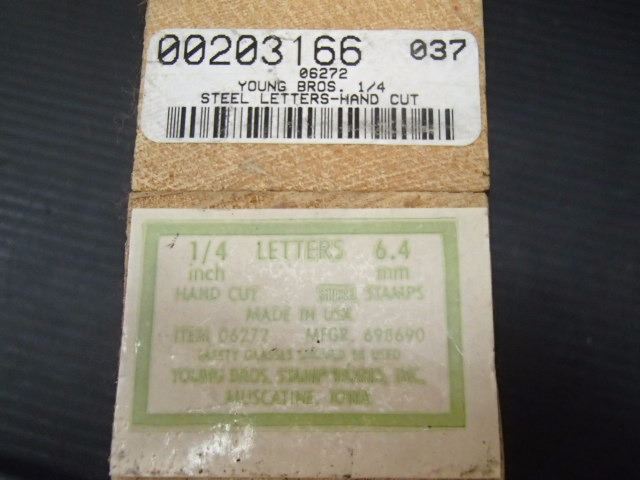 00203166 037
06272
YOUNG BROS. 1/4
STEEL LETTERS-HAND CUT
1/4 LETTERS 6.4
inch mm
HAND CUT STAMPS
MADE IN USA
ITEM 06272 MFGR. 698690
SAFETY GLASSES SHOULD BE USED
YOUNG BROS. STAMP WORKS, INC.
MUSCATINE, IOWA